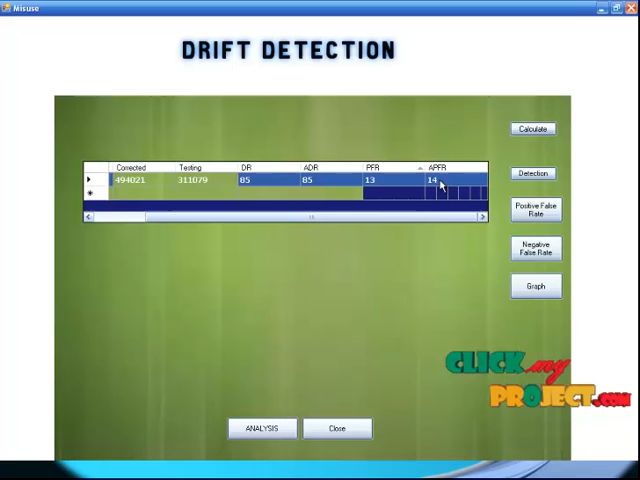 Misuse
DRIFT DETECTION
Calculate
Corrected Testing DR ADR PFR APFR
494021 311079 85 85 13 14
Detection
Potive False
Rate
Negative
False Rate
Graph
CLICK my
PROJECT.COM
ANALYSIS Close